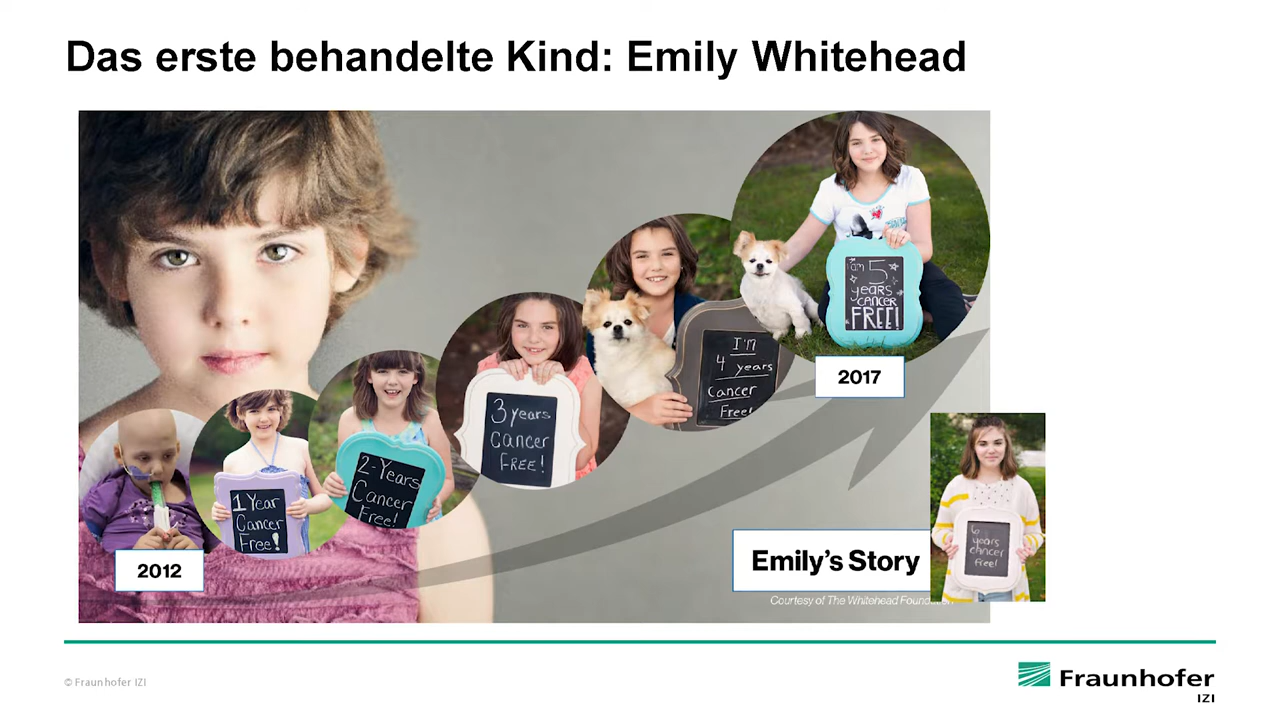 Das erste behandelte Kind: Emily Whitehead
1 Year
Cancer
Free!
2-Years
Cancer
Free!
3 years
Cancer
FREE!
I'm
4 years
Cancer
Free!
I am 5
years
CANCER
FREE!
2017
6
years
cancer
free!
2012
Emily's Story
Courtesy of The Whitehead Foundation
© Fraunhofer IZI
Fraunhofer
IZI